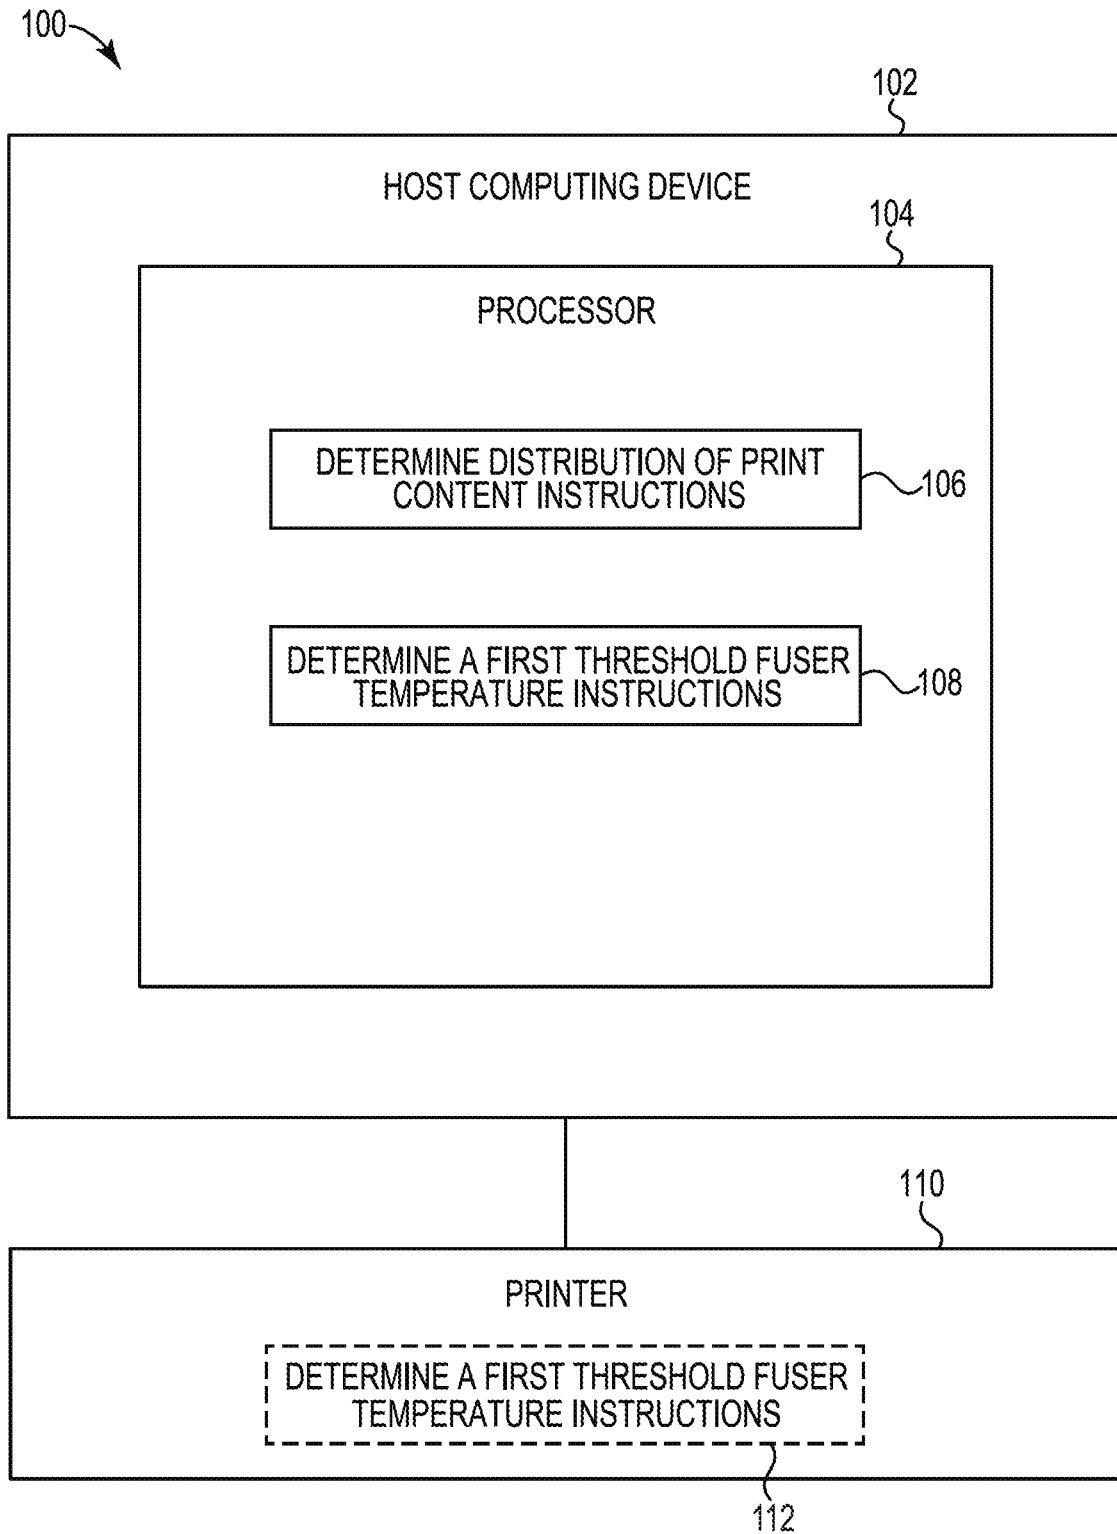 100
102
HOST COMPUTING DEVICE
104
PROCESSOR
DETERMINE DISTRIBUTION OF PRINT
CONTENT INSTRUCTIONS
106
DETERMINE A FIRST THRESHOLD FUSER
TEMPERATURE INSTRUCTIONS
108
110
PRINTER
DETERMINE A FIRST THRESHOLD FUSER
TEMPERATURE INSTRUCTIONS
112